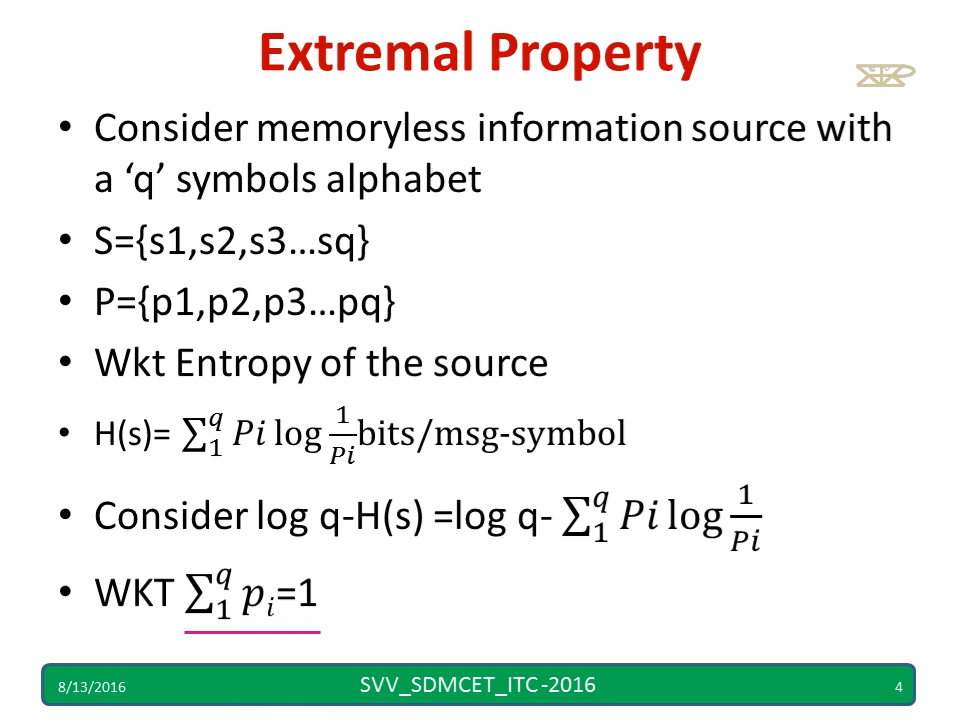 Extremal Property
• Consider memoryless information source with
a ‘q’ symbols alphabet
• S={s1,s2,s3…sq}
• P={p1,p2,p3…pq}
• Wkt Entropy of the source
• H(s)= ∑₁^q Pi log 1/Pi bits/msg-symbol
• Consider log q-H(s) =log q- ∑₁^q Pi log 1/Pi
• WKT ∑₁^q pᵢ=1
8/13/2016 SVV_SDMCET_ITC -2016 4